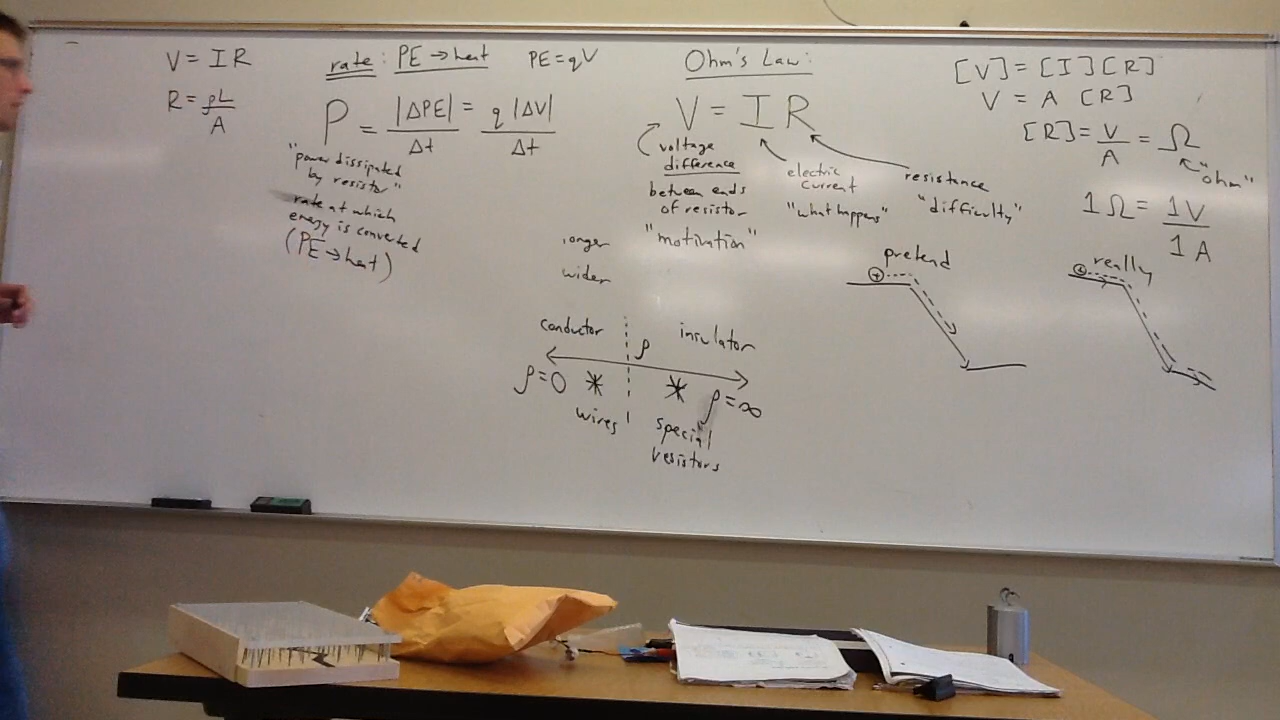 V = IR
R = ρL/A
rate: PE → heat
PE = qV
P = |ΔPE|/Δt = q|ΔV|/Δt
"power dissipated
by resistor"
rate at which
energy is converted
(PE → heat)
Ohm's Law:
V = IR
voltage
difference
between ends
of resistor
"motivation"
electric
current
"what happens"
resistance
"difficulty"
[V] = [I][R]
V = A [R]
[R] = V/A = Ω
"ohm"
1Ω = 1V/1A
onger
wider
conductor
ρ
insulator
ρ=0
ρ=∞
wires
special
resistors
pretend
+
really
+